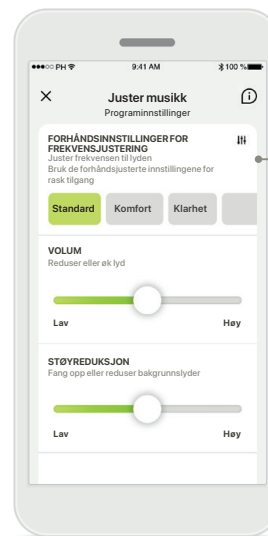 PH 9:41 AM 100 %
Juster musikk
Programinnstillinger
FORHÅNDSINNSTILLINGER FOR
FREKVENSJUSTERING
Juster frekvensen til lyden
Bruk de forhåndsjusterte innstillingene for
rask tilgang
Standard Komfort Klarhet
VOLUM
Reduser eller øk lyd
Lav Høy
STØYREDUKSJON
Fang opp eller reduser bakgrunnslyder
Lav Høy